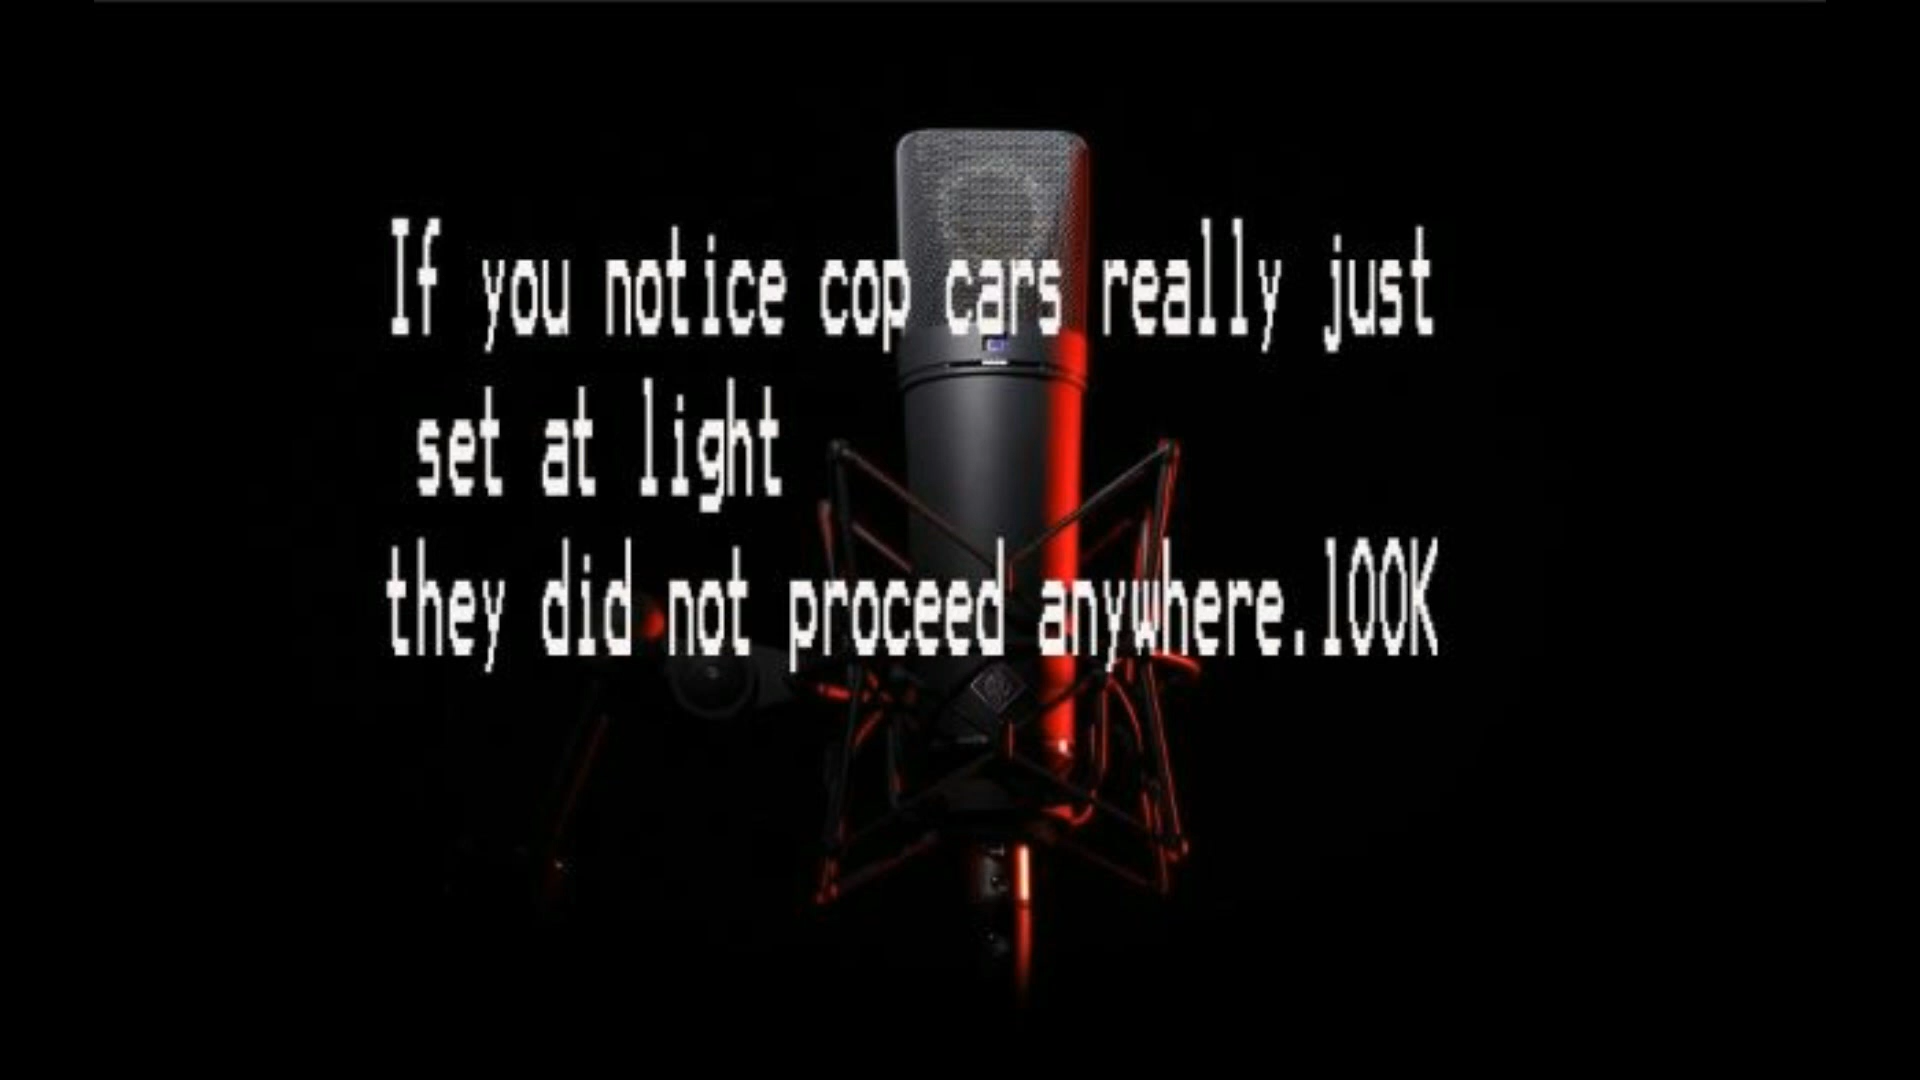 If you notice cop cars really just
set at light
they did not proceed anywhere.100K